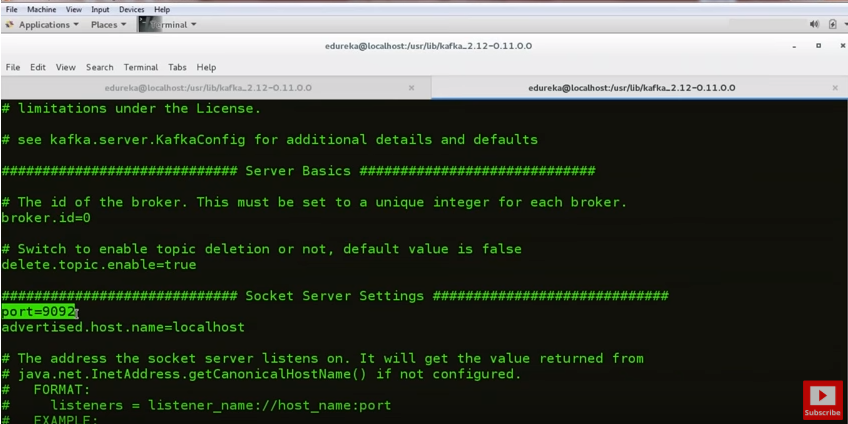 File Machine View Input Devices Help
Applications Places Terminal
edureka@localhost:/usr/lib/kafka_2.12-0.11.0.0
File Edit View Search Terminal Tabs Help
edureka@localhost:/usr/lib/kafka_2.12-0.11.0.0 × edureka@localhost:/usr/lib/kafka_2.12-0.11.0.0 ×
# limitations under the License.
# see kafka.server.KafkaConfig for additional details and defaults
############################# Server Basics #############################
# The id of the broker. This must be set to a unique integer for each broker.
broker.id=0
# Switch to enable topic deletion or not, default value is false
delete.topic.enable=true
############################# Socket Server Settings #############################
port=9092
advertised.host.name=localhost
# The address the socket server listens on. It will get the value returned from
# java.net.InetAddress.getCanonicalHostName() if not configured.
#   FORMAT:
#     listeners = listener_name://host_name:port
#   EXAMPLE:
Subscribe